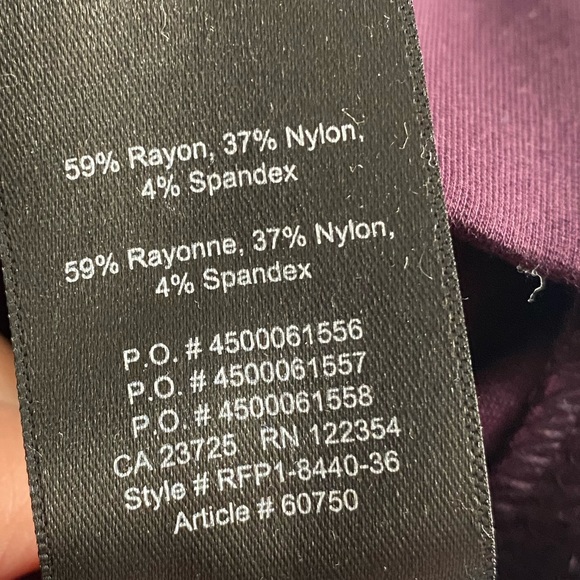 59% Rayon, 37% Nylon,
4% Spandex
59% Rayonne, 37% Nylon,
4% Spandex
P.O. # 4500061556
P.O. # 4500061557
P.O. # 4500061558
CA 23725 RN 122354
Style # RFP1-8440-36
Article # 60750